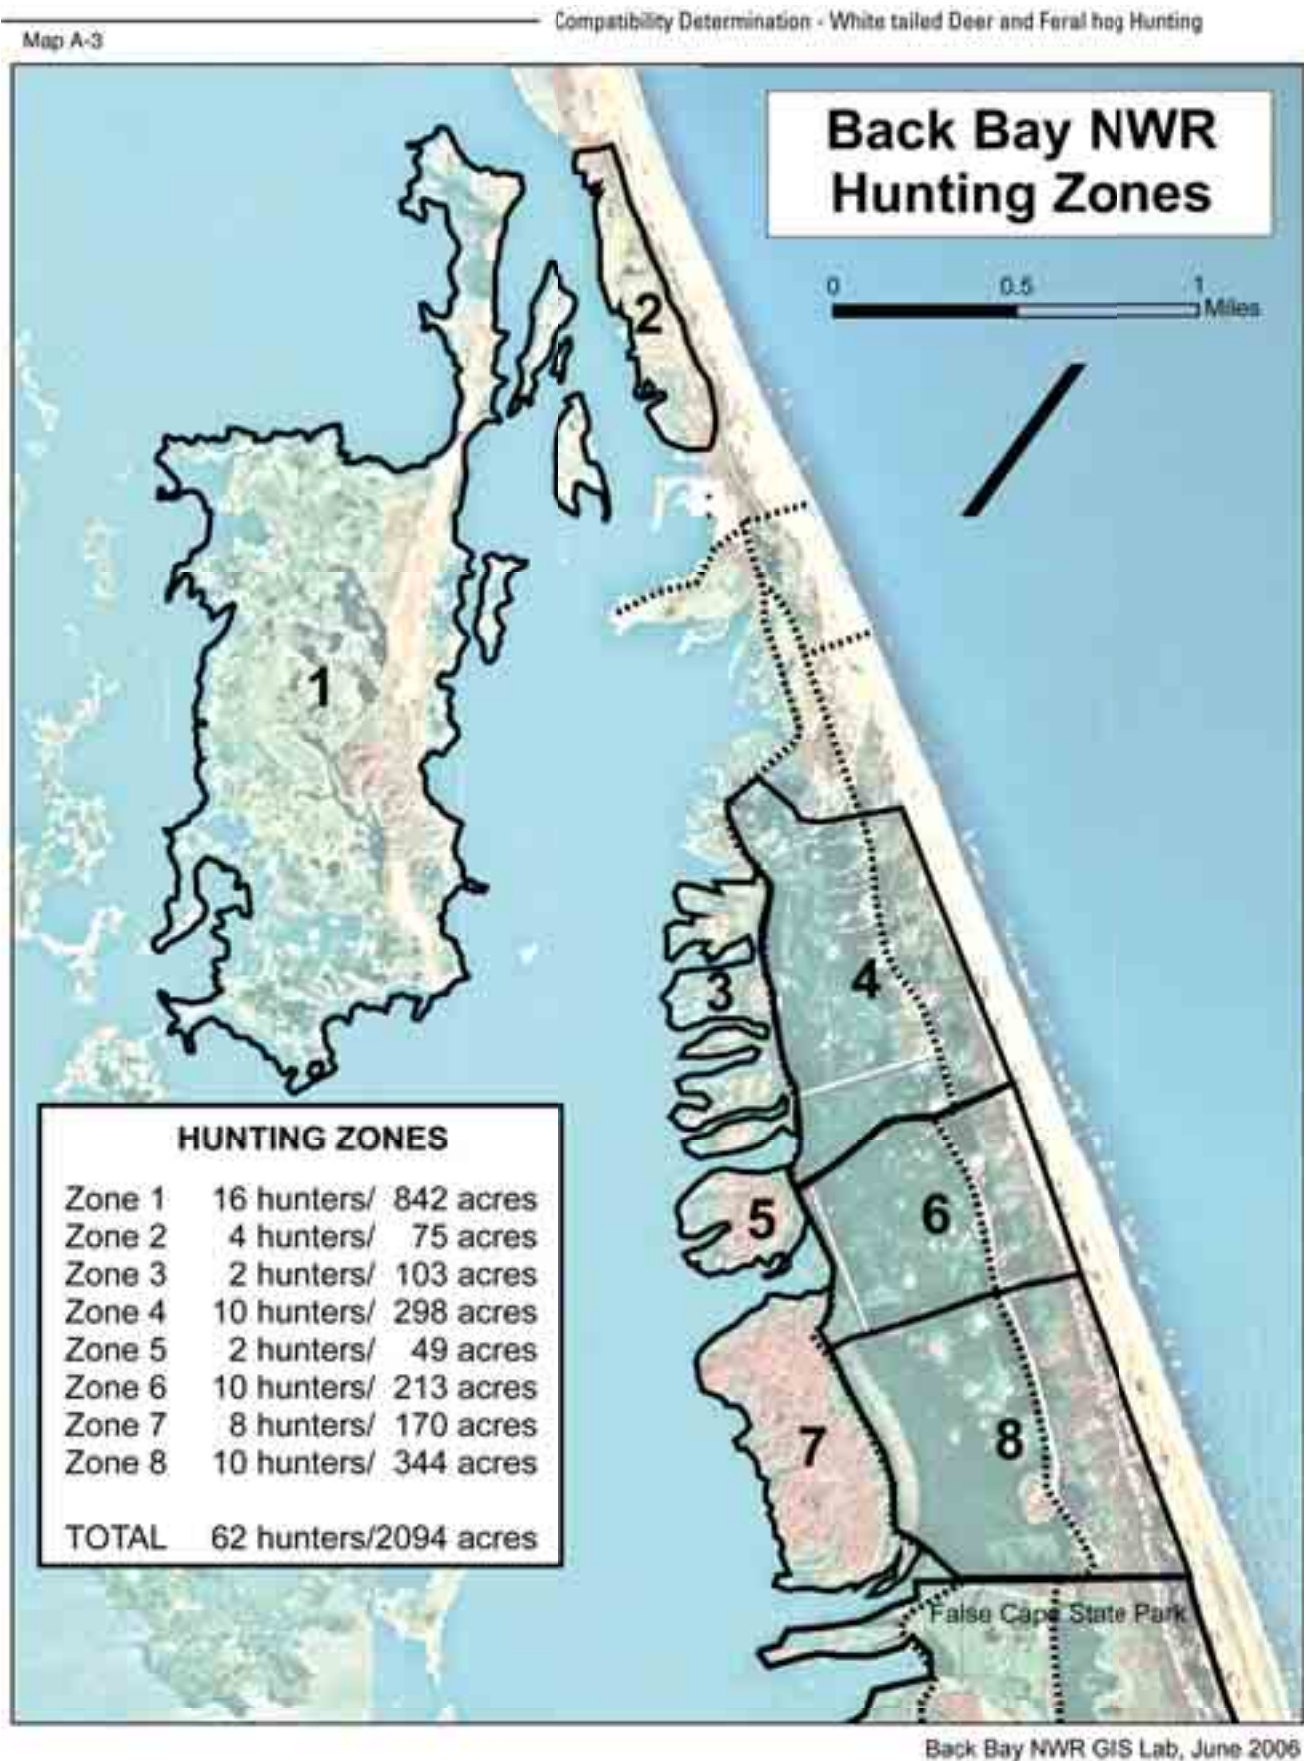 Compatibility Determination - White tailed Deer and Feral hog Hunting
Map A-3
Back Bay NWR
Hunting Zones
0 0.5 1
Miles
2
1
3
4
5
6
7
8
HUNTING ZONES
Zone 1 16 hunters/ 842 acres
Zone 2 4 hunters/ 75 acres
Zone 3 2 hunters/ 103 acres
Zone 4 10 hunters/ 298 acres
Zone 5 2 hunters/ 49 acres
Zone 6 10 hunters/ 213 acres
Zone 7 8 hunters/ 170 acres
Zone 8 10 hunters/ 344 acres
TOTAL 62 hunters/2094 acres
False Cape State Park
Back Bay NWR GIS Lab, June 2006